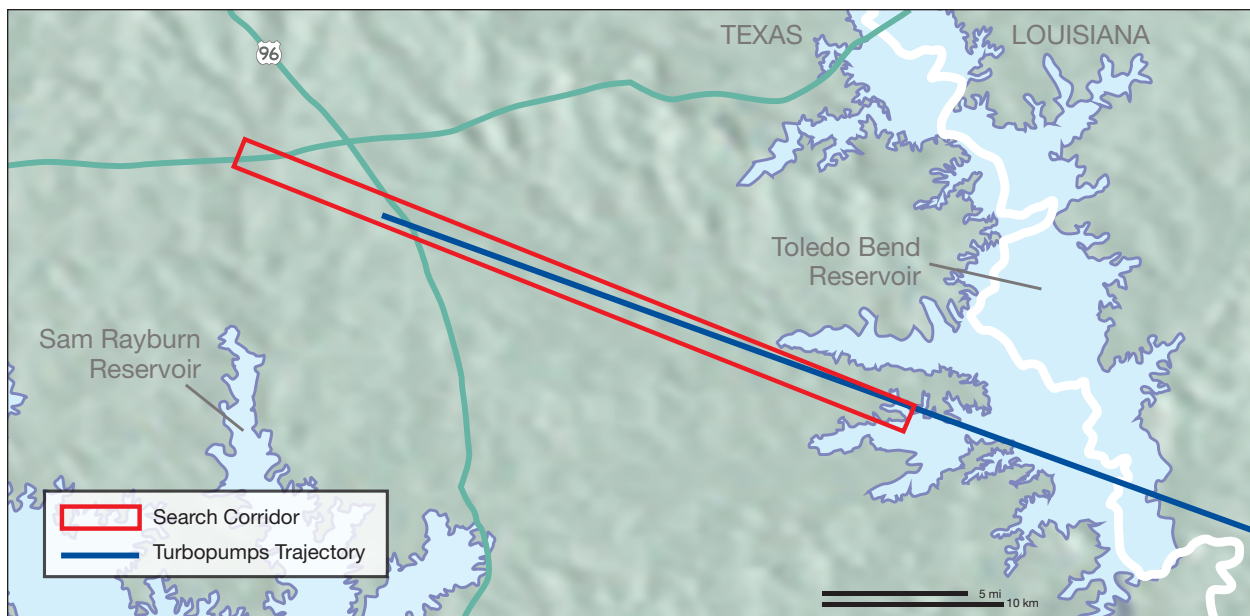 TEXAS
LOUISIANA
96
Toledo Bend
Reservoir
Sam Rayburn
Reservoir
Search Corridor
Turbopumps Trajectory
5 mi
10 km